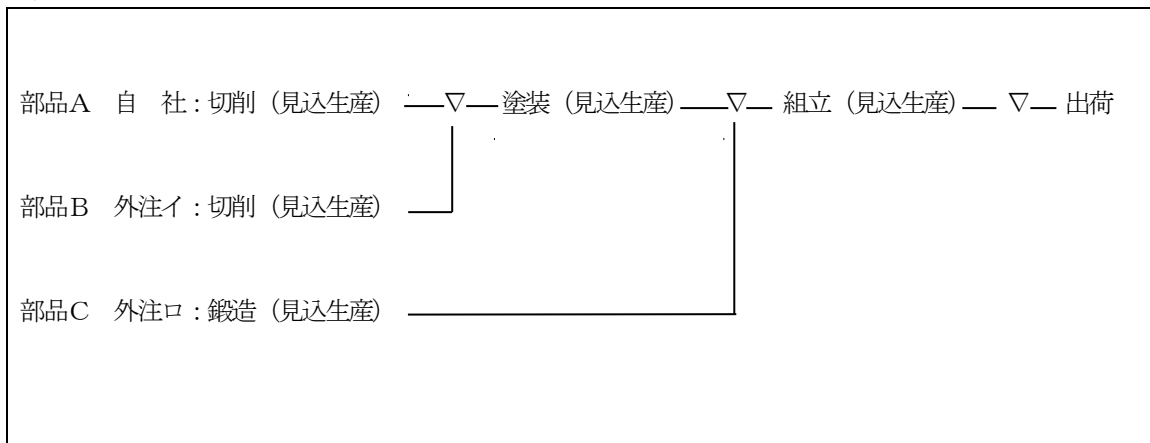 部品A　自　社：切削（見込生産）　▽　塗装（見込生産）　▽　組立（見込生産）　▽　出荷
部品B　外注イ：切削（見込生産）
部品C　外注ロ：鍛造（見込生産）